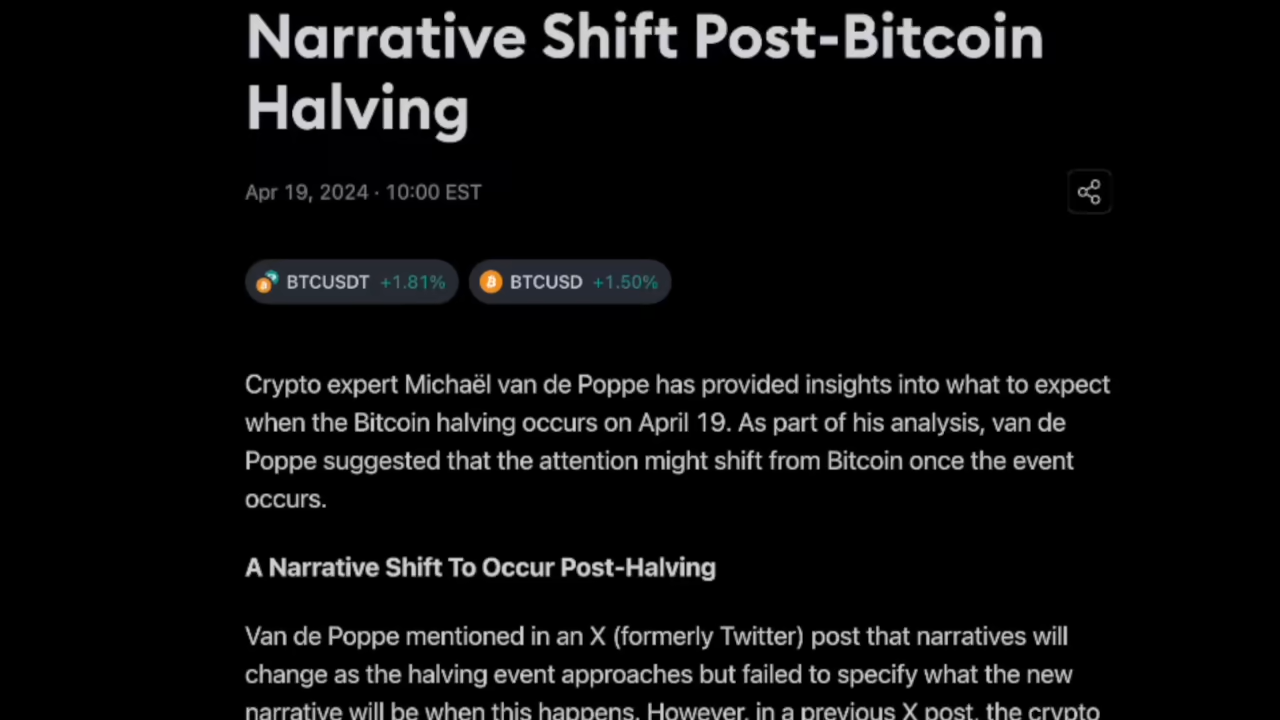 Narrative Shift Post-Bitcoin
Halving
Apr 19, 2024 · 10:00 EST
BTCUSDT +1.81% BTCUSD +1.50%
Crypto expert Michaël van de Poppe has provided insights into what to expect
when the Bitcoin halving occurs on April 19. As part of his analysis, van de
Poppe suggested that the attention might shift from Bitcoin once the event
occurs.
A Narrative Shift To Occur Post-Halving
Van de Poppe mentioned in an X (formerly Twitter) post that narratives will
change as the halving event approaches but failed to specify what the new
narrative will be when this happens. However, in a previous X post, the crypto